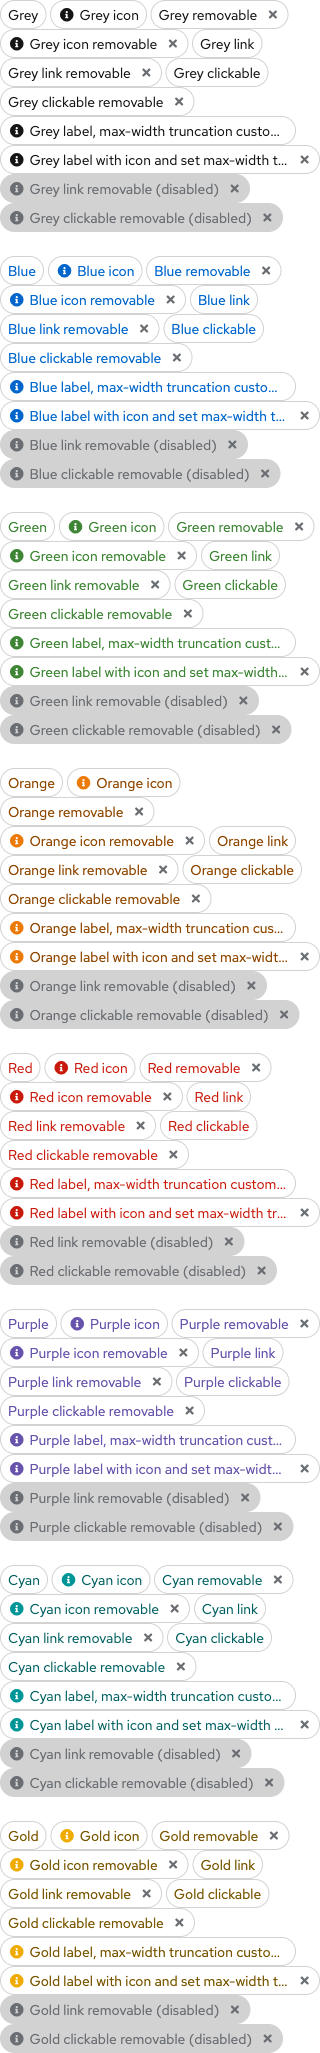 Grey Grey icon Grey removable
Grey icon removable Grey link
Grey link removable Grey clickable
Grey clickable removable
Grey label, max-width truncation custo...
Grey label with icon and set max-width t...
Grey link removable (disabled)
Grey clickable removable (disabled)
Blue Blue icon Blue removable
Blue icon removable Blue link
Blue link removable Blue clickable
Blue clickable removable
Blue label, max-width truncation custo...
Blue label with icon and set max-width t...
Blue link removable (disabled)
Blue clickable removable (disabled)
Green Green icon Green removable
Green icon removable Green link
Green link removable Green clickable
Green clickable removable
Green label, max-width truncation cust...
Green label with icon and set max-width...
Green link removable (disabled)
Green clickable removable (disabled)
Orange Orange icon
Orange removable
Orange icon removable Orange link
Orange link removable Orange clickable
Orange clickable removable
Orange label, max-width truncation cus...
Orange label with icon and set max-widt...
Orange link removable (disabled)
Orange clickable removable (disabled)
Red Red icon Red removable
Red icon removable Red link
Red link removable Red clickable
Red clickable removable
Red label, max-width truncation custom...
Red label with icon and set max-width tr...
Red link removable (disabled)
Red clickable removable (disabled)
Purple Purple icon Purple removable
Purple icon removable Purple link
Purple link removable Purple clickable
Purple clickable removable
Purple label, max-width truncation cust...
Purple label with icon and set max-widt...
Purple link removable (disabled)
Purple clickable removable (disabled)
Cyan Cyan icon Cyan removable
Cyan icon removable Cyan link
Cyan link removable Cyan clickable
Cyan clickable removable
Cyan label, max-width truncation custo...
Cyan label with icon and set max-width ...
Cyan link removable (disabled)
Cyan clickable removable (disabled)
Gold Gold icon Gold removable
Gold icon removable Gold link
Gold link removable Gold clickable
Gold clickable removable
Gold label, max-width truncation custo...
Gold label with icon and set max-width t...
Gold link removable (disabled)
Gold clickable removable (disabled)